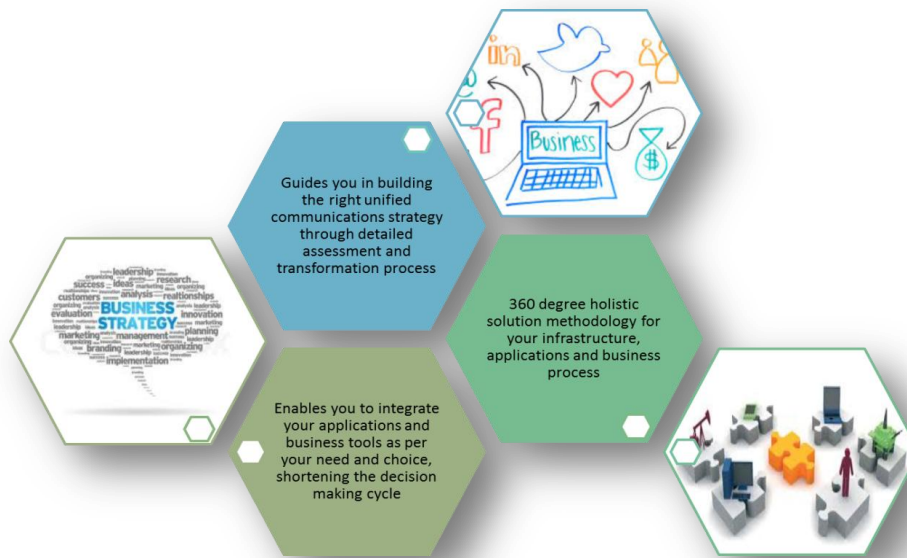 in
@
f
Business
$
Guides you in building
the right unified
communications strategy
through detailed
assessment and
transformation process
leadership
organizing research
success ideas marketing
customers analysis realtionships
evaluation BUSINESS innovation
STRATEGY
marketing management planning
branding organizing
implementation
360 degree holistic
solution methodology for
your infrastructure,
applications and business
process
Enables you to integrate
your applications and
business tools as per
your need and choice,
shortening the decision
making cycle